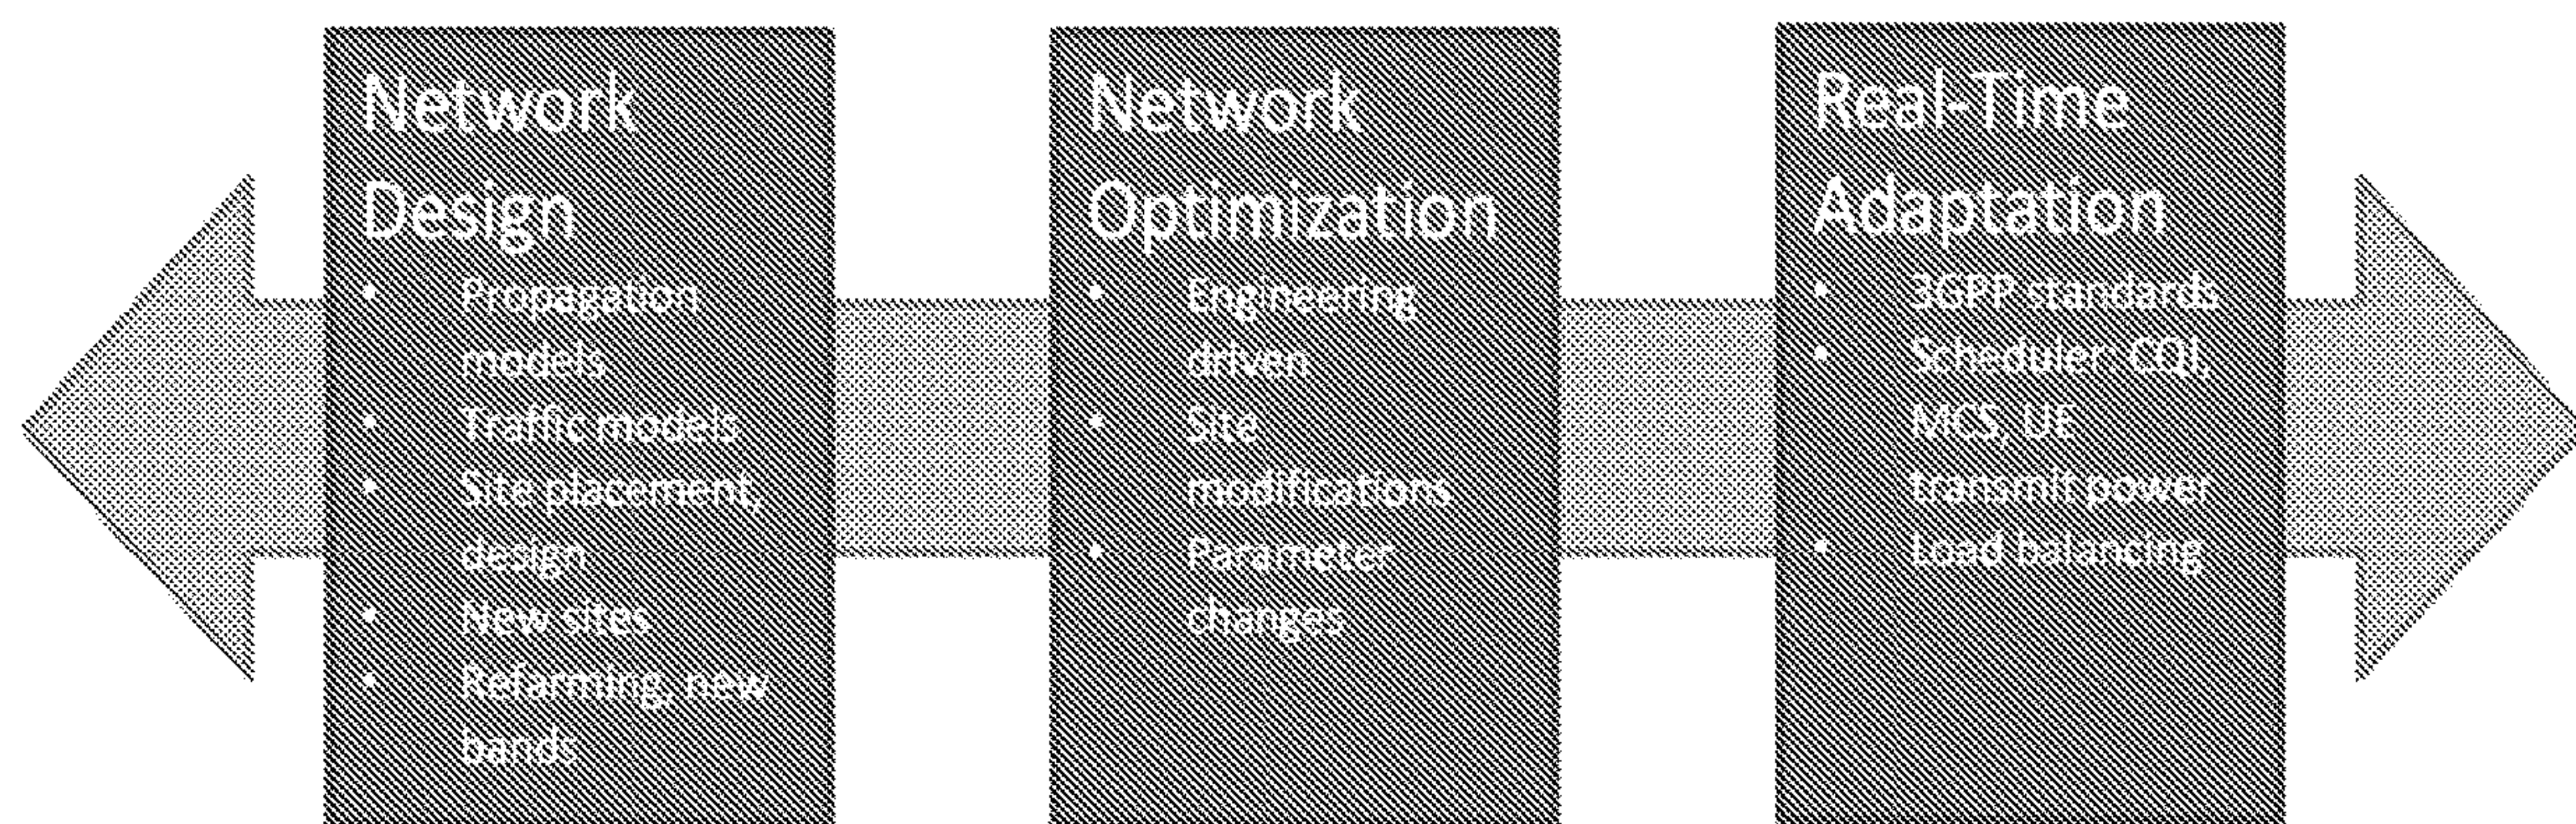 Network
Design
• Propagation
models
• Traffic models
• Site placement,
design
• New sites
• Refarming, new
bands
Network
Optimization
• Engineering
driven
• Site
modifications
• Parameter
changes
Real-Time
Adaptation
• 3GPP standards
• Scheduler: CQI,
MCS, UE
transmit power
• Load balancing